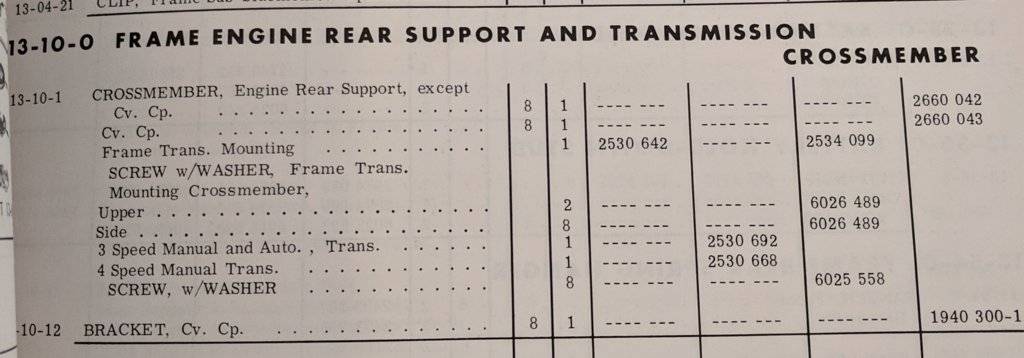 13-04-21 CLIP,
13-10-0 FRAME ENGINE REAR SUPPORT AND TRANSMISSION
CROSSMEMBER
13-10-1 CROSSMEMBER, Engine Rear Support, except
Cv. Cp. . . . . . . . . . . . . . . . 8 1 ---- --- ---- --- ---- --- 2660 042
Cv. Cp. . . . . . . . . . . . . . . . 8 1 ---- --- ---- --- ---- --- 2660 043
Frame Trans. Mounting . . . . . . . . . 1 2530 642 ---- --- 2534 099
SCREW w/WASHER, Frame Trans.
Mounting Crossmember,
Upper . . . . . . . . . . . . . . . . . 2 ---- --- ---- --- 6026 489
Side . . . . . . . . . . . . . . . . . . 8 ---- --- ---- --- 6026 489
3 Speed Manual and Auto. , Trans. . . . . . . 1 ---- --- 2530 692
4 Speed Manual Trans. . . . . . . . . . . . 1 ---- --- 2530 668
SCREW, w/WASHER . . . . . . . . . . . 8 ---- --- ---- --- 6025 558
-10-12 BRACKET, Cv. Cp. . . . . . . . . . . . . . . 8 1 ---- --- ---- --- ---- --- 1940 300-1